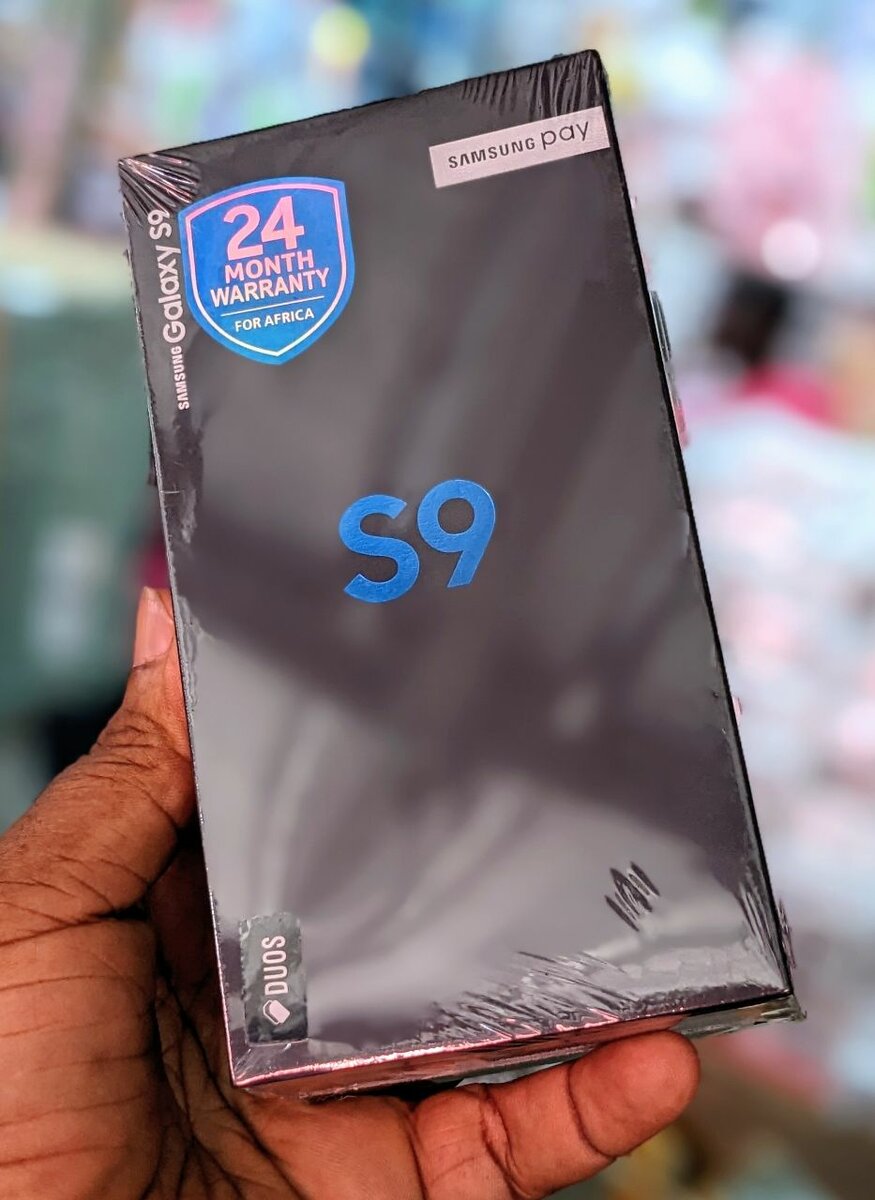 SAMSUNG pay
24
MONTH
WARRANTY
FOR AFRICA
SAMSUNG Galaxy S9
S9
DUOS